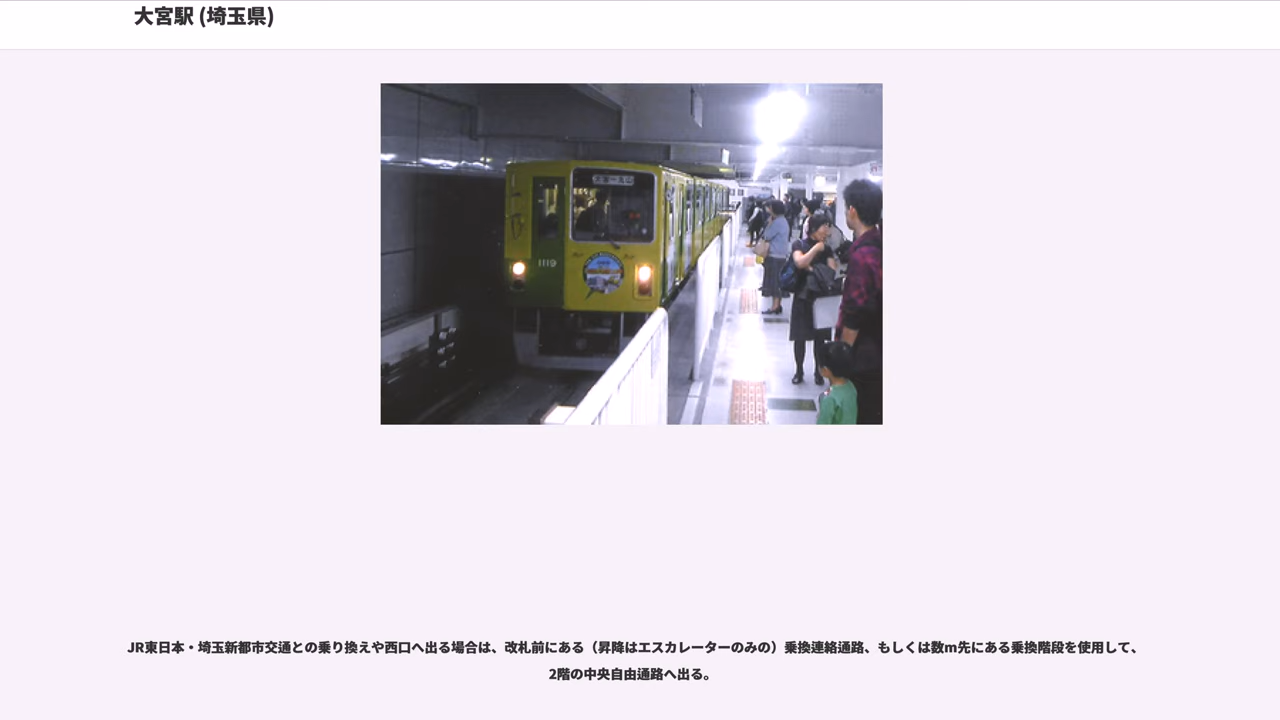 大宮駅 (埼玉県)
1119
JR東日本・埼玉新都市交通との乗り換えや西口へ出る場合は、改札前にある（昇降はエスカレーターのみの）乗換連絡通路、もしくは数m先にある乗換階段を使用して、
2階の中央自由通路へ出る。